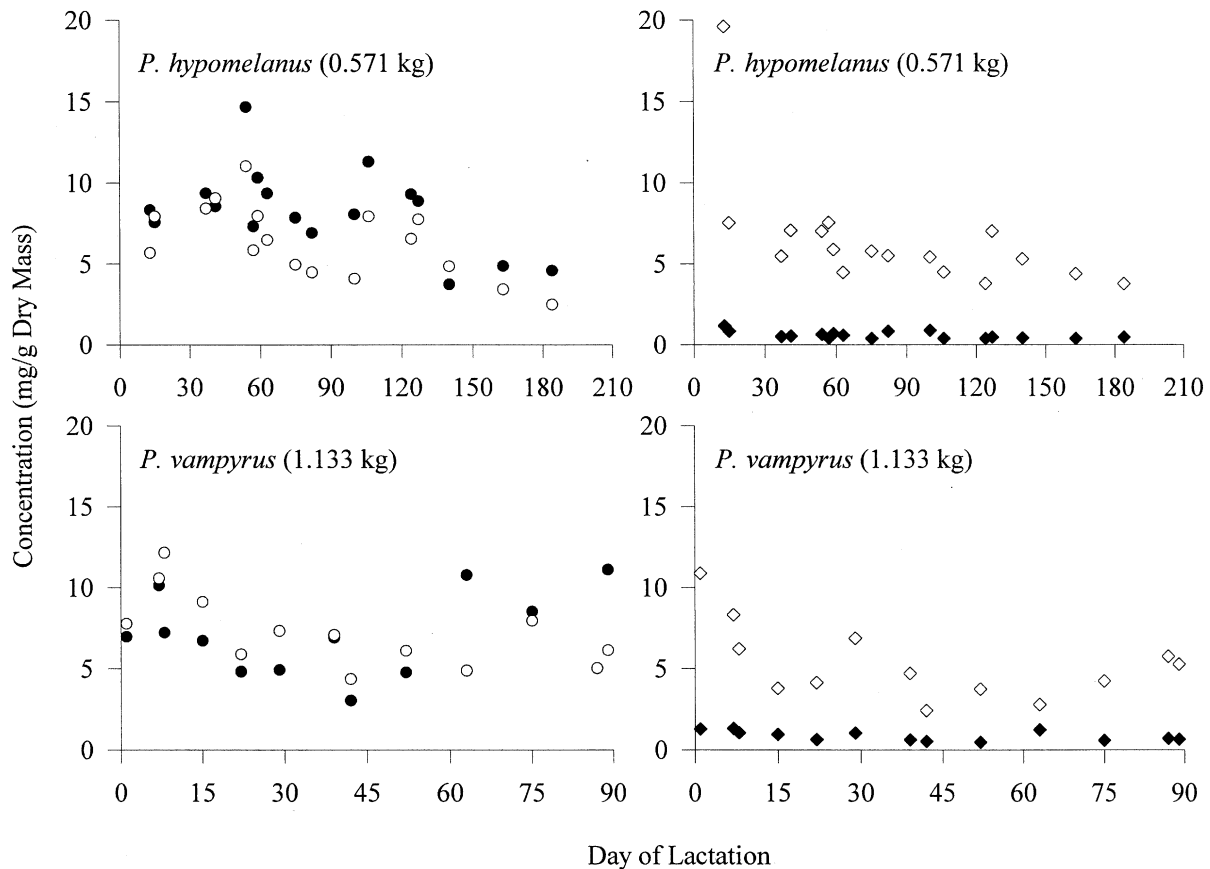 Concentration (mg/g Dry Mass)
20
15
10
5
0
P. hypomelanus (0.571 kg)
0 30 60 90 120 150 180 210
20
15
10
5
0
P. hypomelanus (0.571 kg)
0 30 60 90 120 150 180 210
20
15
10
5
0
P. vampyrus (1.133 kg)
0 15 30 45 60 75 90
20
15
10
5
0
P. vampyrus (1.133 kg)
0 15 30 45 60 75 90
Day of Lactation